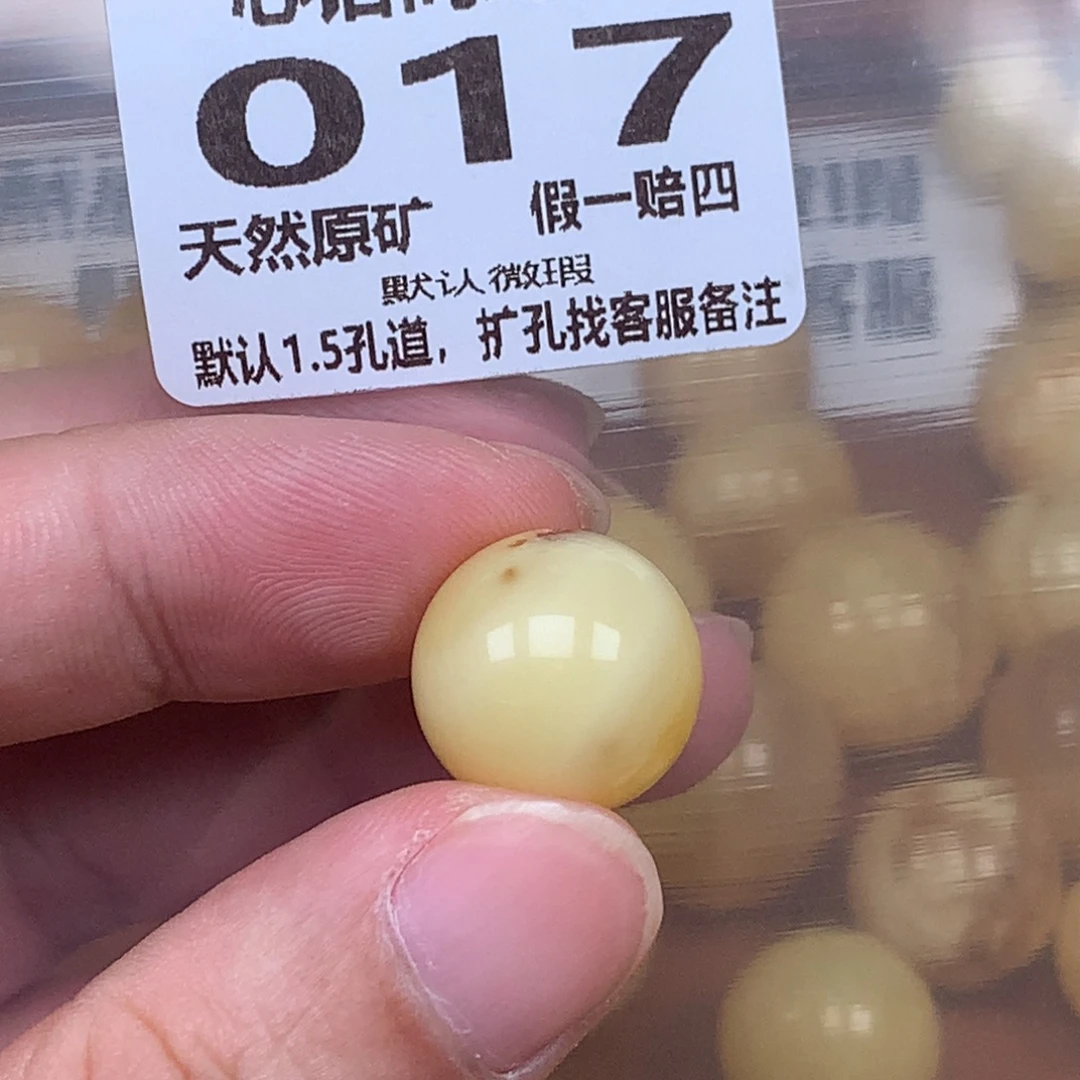 017
天然原矿 假一赔四
默认微瑕
默认1.5孔道,扩孔找客服备注